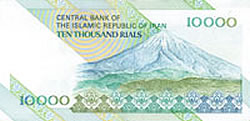 CENTRAL BANK OF
THE ISLAMIC REPUBLIC OF IRAN
TEN THOUSAND RIALS
10000
10000